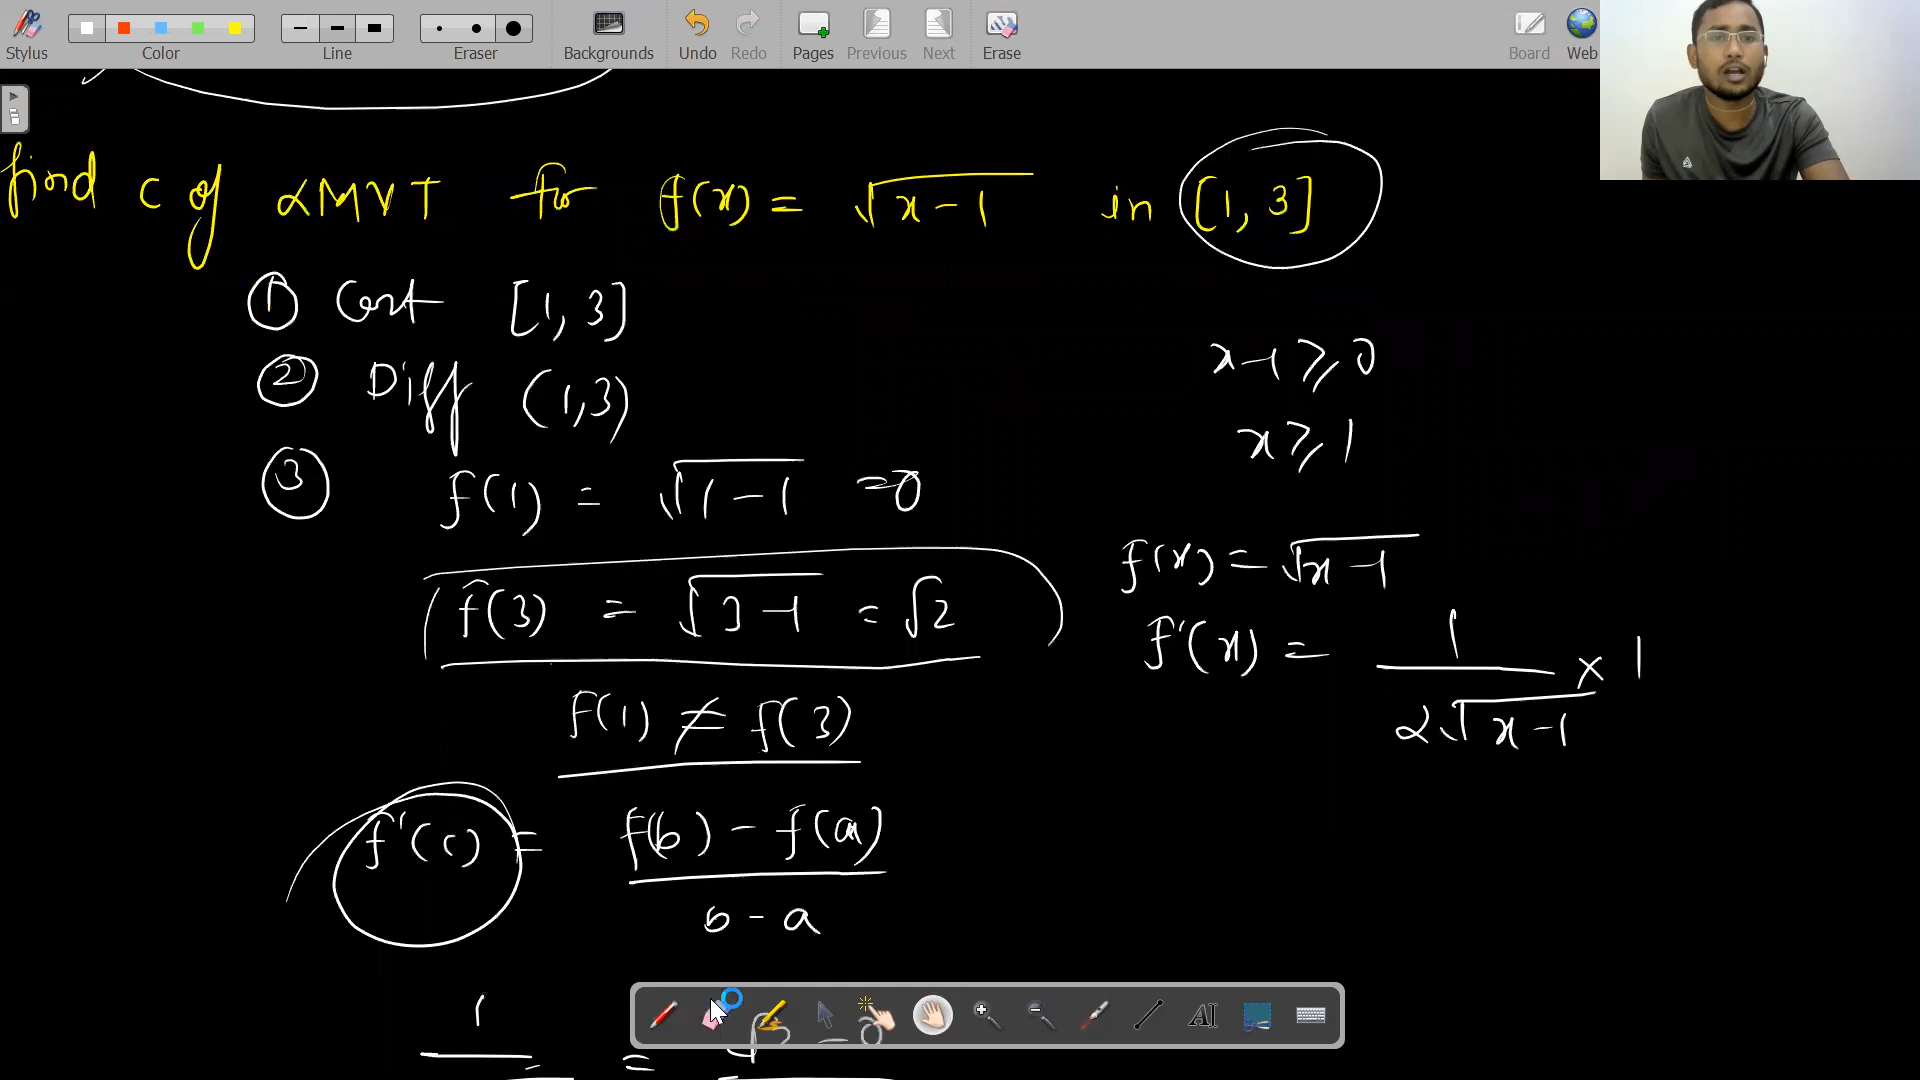 Stylus Color Line Eraser Backgrounds Undo Redo Pages Previous Next Erase Board Web
find c of LMVT for f(x) = √(x-1) in [1, 3]
① Cont [1, 3]
② Diff (1,3)
③ f(1) = √(1-1) =0
f(3) = √(3-1) = √2
f(1) ≠ f(3)
f'(c) = (f(b) - f(a))/(b-a)
1
=
x-1 ⩾ 0
x ⩾ 1
f(x) = √(x-1)
f'(x) = 1/(2√(x-1)) × 1
AI